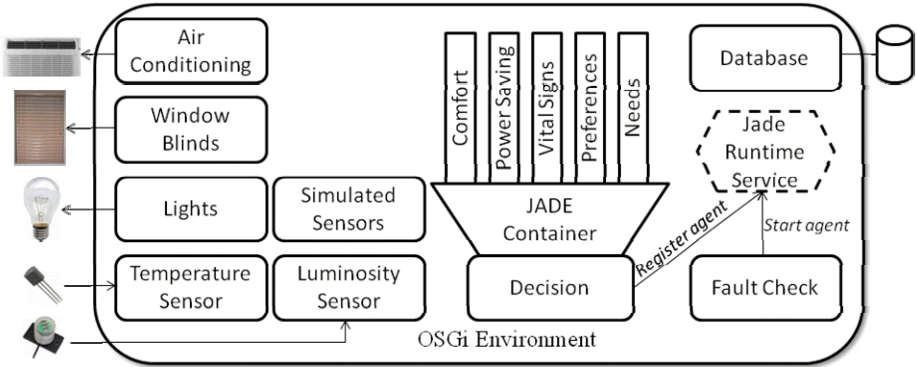 Air
Conditioning
Window
Blinds
Lights
Simulated
Sensors
Temperature
Sensor
Luminosity
Sensor
Comfort
Power Saving
Vital Signs
Preferences
Needs
JADE
Container
Decision
Database
Jade
Runtime
Service
Register agent
Start agent
Fault Check
OSGi Environment